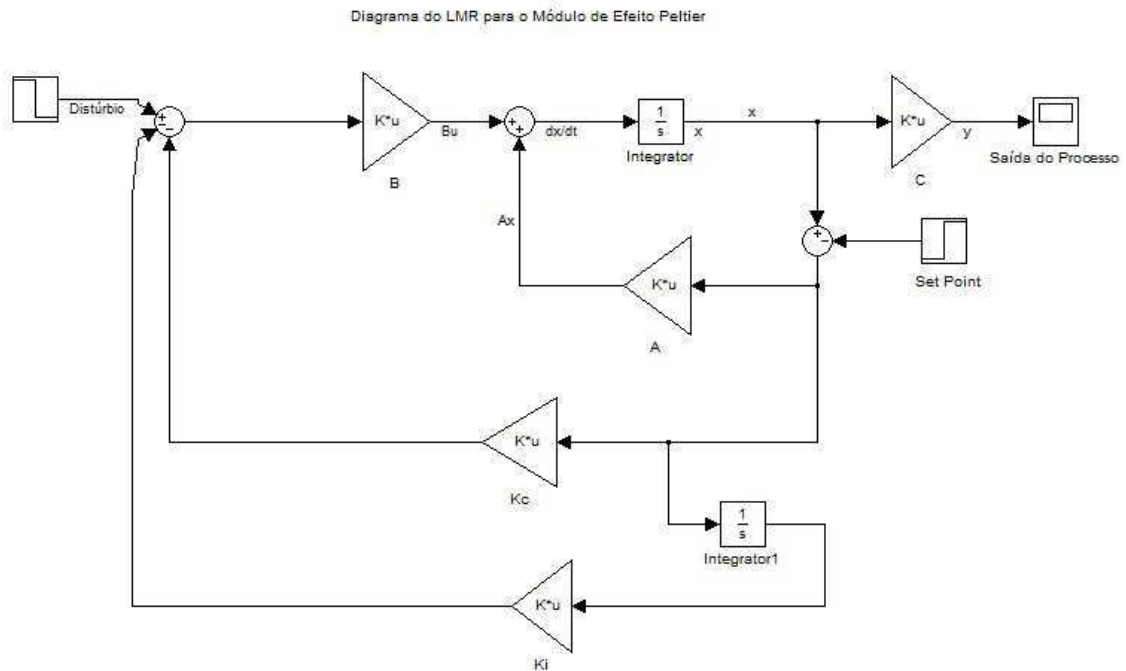 Diagrama do LMR para o Módulo de Efeito Peltier
Distúrbio
+
−
−
K*u
B
Bu
+
+
dx/dt
1
s
Integrator
x
x
K*u
C
y
Saída do Processo
Ax
K*u
A
+
−
Set Point
K*u
Kc
1
s
Integrator1
K*u
Ki